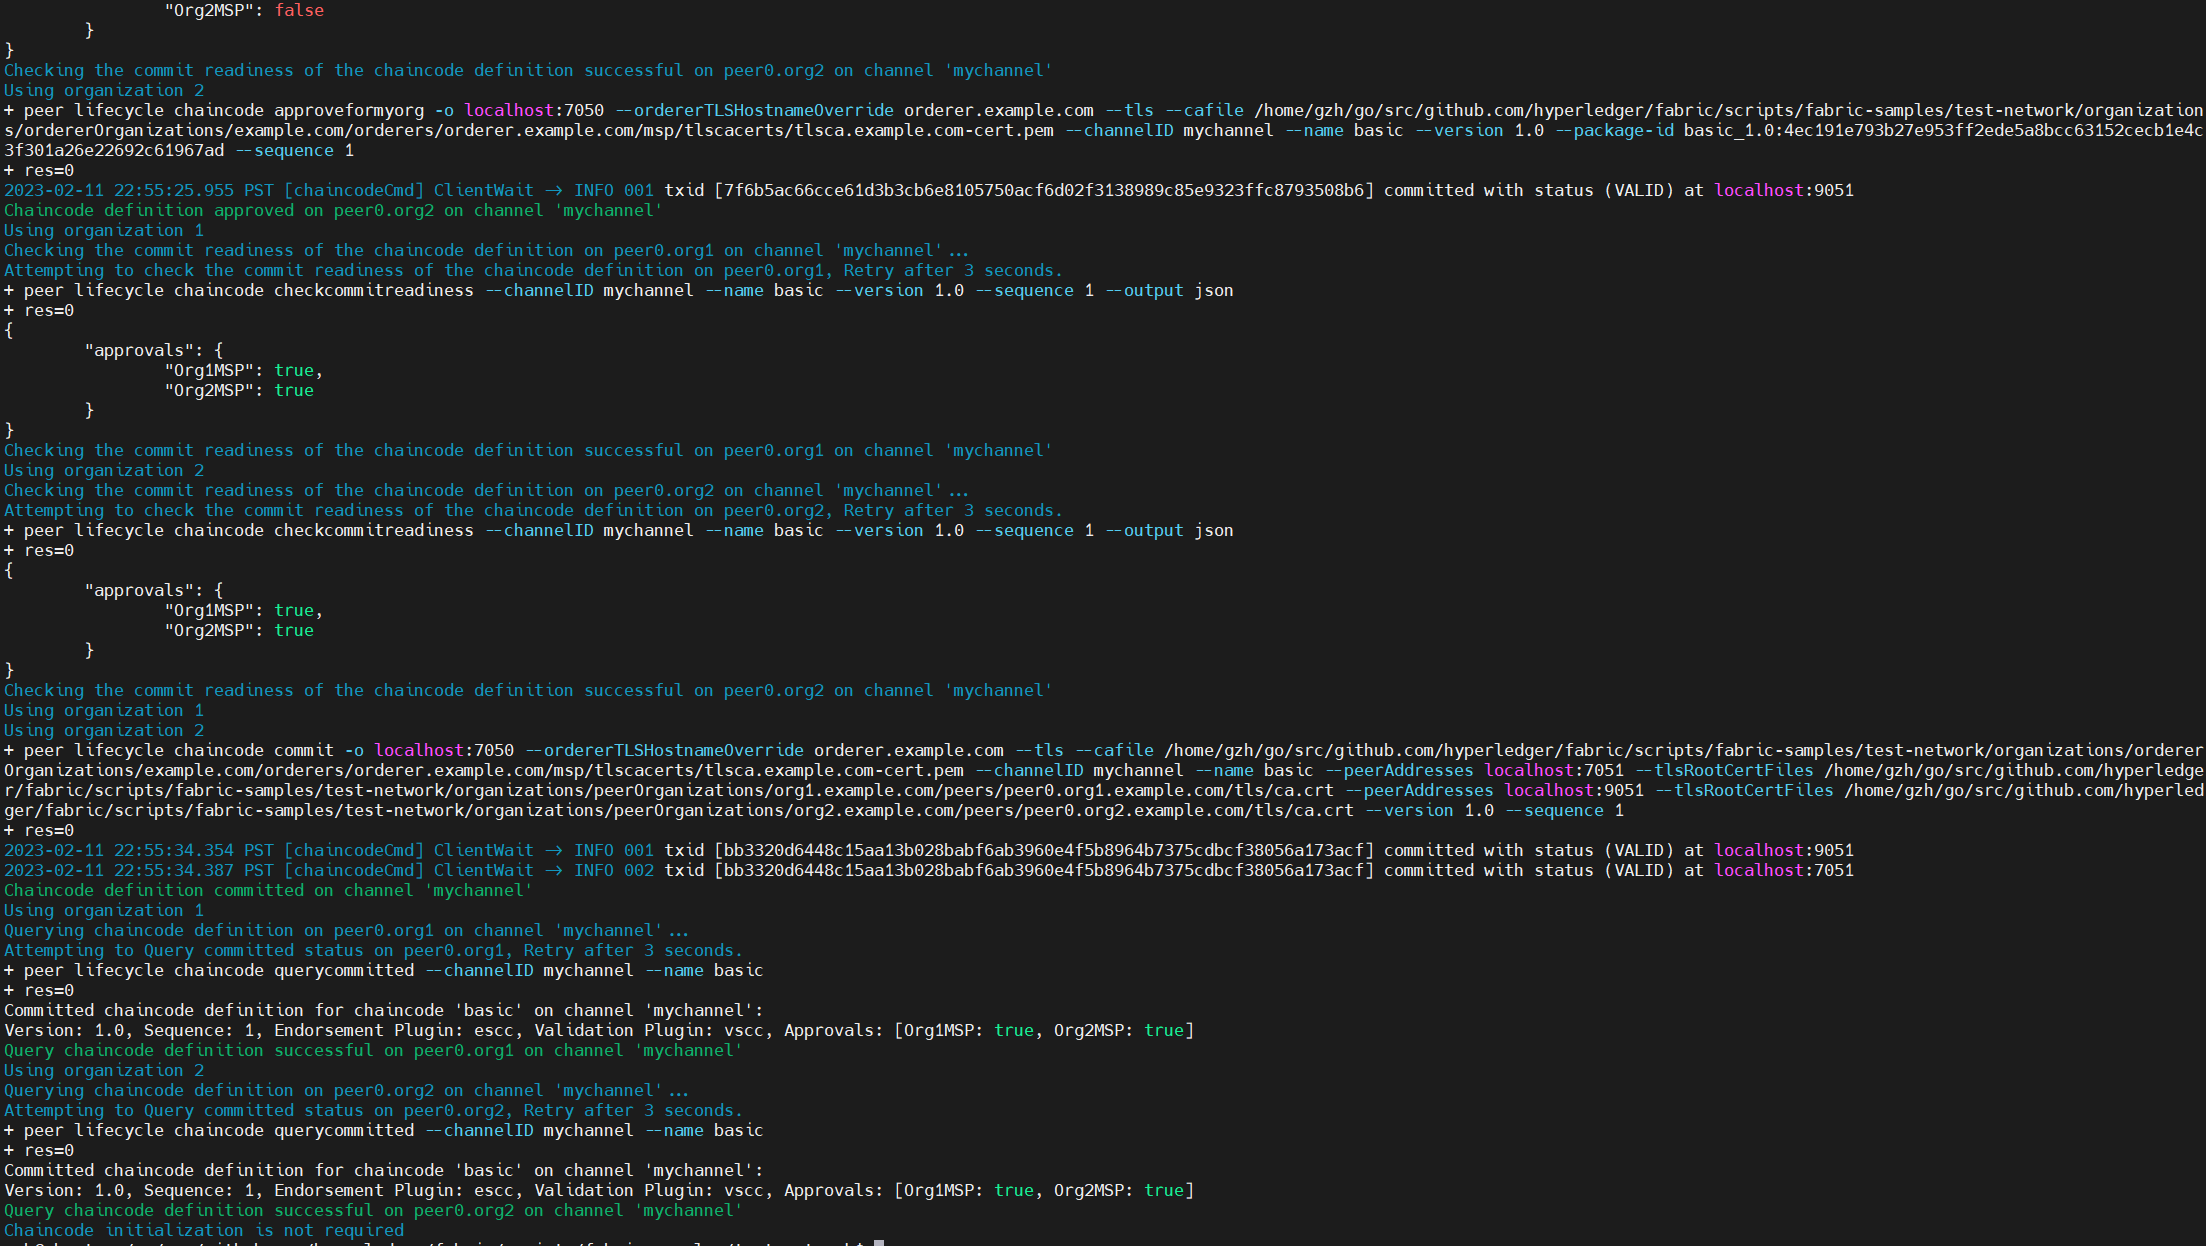 "Org2MSP": false
}
}
Checking the commit readiness of the chaincode definition successful on peer0.org2 on channel 'mychannel'
Using organization 2
+ peer lifecycle chaincode approveformyorg -o localhost:7050 --ordererTLSHostnameOverride orderer.example.com --tls --cafile /home/gzh/go/src/github.com/hyperledger/fabric/scripts/fabric-samples/test-network/organization
s/ordererOrganizations/example.com/orderers/orderer.example.com/msp/tlscacerts/tlsca.example.com-cert.pem --channelID mychannel --name basic --version 1.0 --package-id basic_1.0:4ec191e793b27e953ff2ede5a8bcc63152cecb1e4c
3f301a26e22692c61967ad --sequence 1
+ res=0
2023-02-11 22:55:25.955 PST [chaincodeCmd] ClientWait -> INFO 001 txid [7f6b5ac66cce61d3b3cb6e8105750acf6d02f3138989c85e9323ffc8793508b6] committed with status (VALID) at localhost:9051
Chaincode definition approved on peer0.org2 on channel 'mychannel'
Using organization 1
Checking the commit readiness of the chaincode definition on peer0.org1 on channel 'mychannel'...
Attempting to check the commit readiness of the chaincode definition on peer0.org1, Retry after 3 seconds.
+ peer lifecycle chaincode checkcommitreadiness --channelID mychannel --name basic --version 1.0 --sequence 1 --output json
+ res=0
{
"approvals": {
"Org1MSP": true,
"Org2MSP": true
}
}
Checking the commit readiness of the chaincode definition successful on peer0.org1 on channel 'mychannel'
Using organization 2
Checking the commit readiness of the chaincode definition on peer0.org2 on channel 'mychannel'...
Attempting to check the commit readiness of the chaincode definition on peer0.org2, Retry after 3 seconds.
+ peer lifecycle chaincode checkcommitreadiness --channelID mychannel --name basic --version 1.0 --sequence 1 --output json
+ res=0
{
"approvals": {
"Org1MSP": true,
"Org2MSP": true
}
}
Checking the commit readiness of the chaincode definition successful on peer0.org2 on channel 'mychannel'
Using organization 1
Using organization 2
+ peer lifecycle chaincode commit -o localhost:7050 --ordererTLSHostnameOverride orderer.example.com --tls --cafile /home/gzh/go/src/github.com/hyperledger/fabric/scripts/fabric-samples/test-network/organizations/orderer
Organizations/example.com/orderers/orderer.example.com/msp/tlscacerts/tlsca.example.com-cert.pem --channelID mychannel --name basic --peerAddresses localhost:7051 --tlsRootCertFiles /home/gzh/go/src/github.com/hyperledge
r/fabric/scripts/fabric-samples/test-network/organizations/peerOrganizations/org1.example.com/peers/peer0.org1.example.com/tls/ca.crt --peerAddresses localhost:9051 --tlsRootCertFiles /home/gzh/go/src/github.com/hyperled
ger/fabric/scripts/fabric-samples/test-network/organizations/peerOrganizations/org2.example.com/peers/peer0.org2.example.com/tls/ca.crt --version 1.0 --sequence 1
+ res=0
2023-02-11 22:55:34.354 PST [chaincodeCmd] ClientWait -> INFO 001 txid [bb3320d6448c15aa13b028babf6ab3960e4f5b8964b7375cdbcf38056a173acf] committed with status (VALID) at localhost:9051
2023-02-11 22:55:34.387 PST [chaincodeCmd] ClientWait -> INFO 002 txid [bb3320d6448c15aa13b028babf6ab3960e4f5b8964b7375cdbcf38056a173acf] committed with status (VALID) at localhost:7051
Chaincode definition committed on channel 'mychannel'
Using organization 1
Querying chaincode definition on peer0.org1 on channel 'mychannel'...
Attempting to Query committed status on peer0.org1, Retry after 3 seconds.
+ peer lifecycle chaincode querycommitted --channelID mychannel --name basic
+ res=0
Committed chaincode definition for chaincode 'basic' on channel 'mychannel':
Version: 1.0, Sequence: 1, Endorsement Plugin: escc, Validation Plugin: vscc, Approvals: [Org1MSP: true, Org2MSP: true]
Query chaincode definition successful on peer0.org1 on channel 'mychannel'
Using organization 2
Querying chaincode definition on peer0.org2 on channel 'mychannel'...
Attempting to Query committed status on peer0.org2, Retry after 3 seconds.
+ peer lifecycle chaincode querycommitted --channelID mychannel --name basic
+ res=0
Committed chaincode definition for chaincode 'basic' on channel 'mychannel':
Version: 1.0, Sequence: 1, Endorsement Plugin: escc, Validation Plugin: vscc, Approvals: [Org1MSP: true, Org2MSP: true]
Query chaincode definition successful on peer0.org2 on channel 'mychannel'
Chaincode initialization is not required